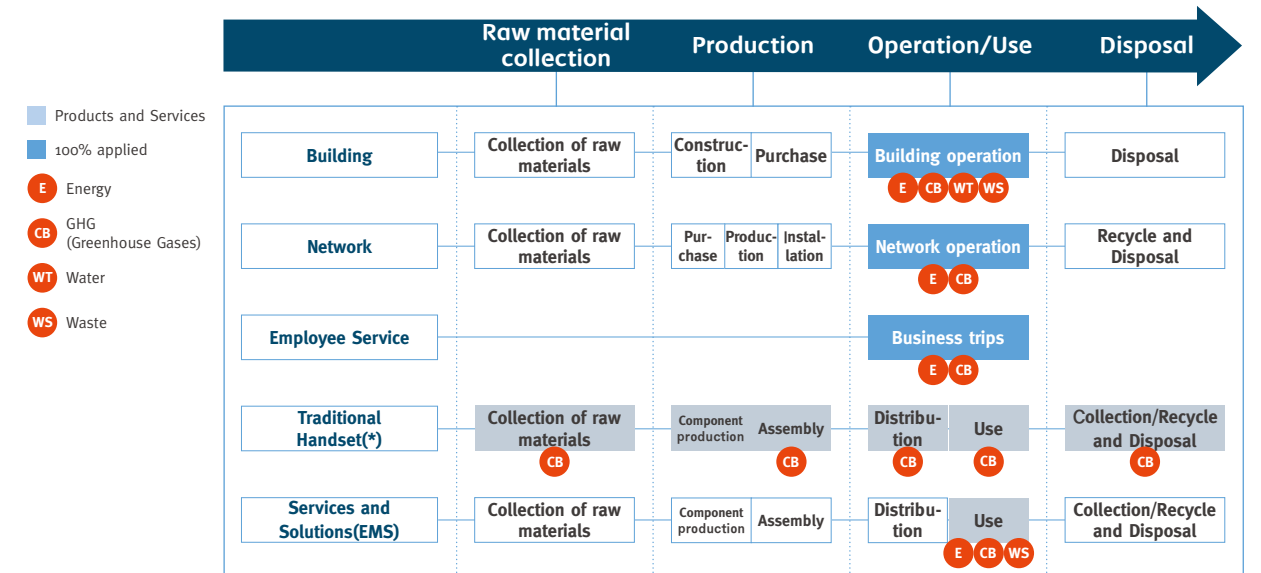 Raw material
collection
Production
Operation/Use
Disposal
Products and Services
100% applied
E
Energy
CB
GHG
(Greenhouse Gases)
WT
Water
WS
Waste
Building
Collection of raw
materials
Construc-
tion
Purchase
Building operation
E CB WT WS
Disposal
Network
Collection of raw
materials
Pur-
chase
Produc-
tion
Instal-
lation
Network operation
E CB
Recycle and
Disposal
Employee Service
Business trips
E CB
Traditional
Handset(*)
Collection of raw
materials
CB
Component
production
Assembly
CB
Distribu-
tion
CB
Use
CB
Collection/Recycle
and Disposal
CB
Services and
Solutions(EMS)
Collection of raw
materials
Component
production
Assembly
Distribu-
tion
Use
E CB WS
Collection/Recycle
and Disposal